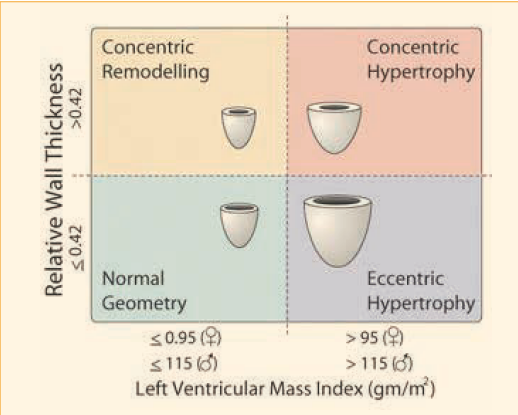 Concentric
Remodelling
Concentric
Hypertrophy
Relative Wall Thickness
>0.42
≤ 0.42
Normal
Geometry
Eccentric
Hypertrophy
≤ 0.95 (♀)
> 95 (♀)
≤ 115 (♂)
> 115 (♂)
Left Ventricular Mass Index (gm/m²)